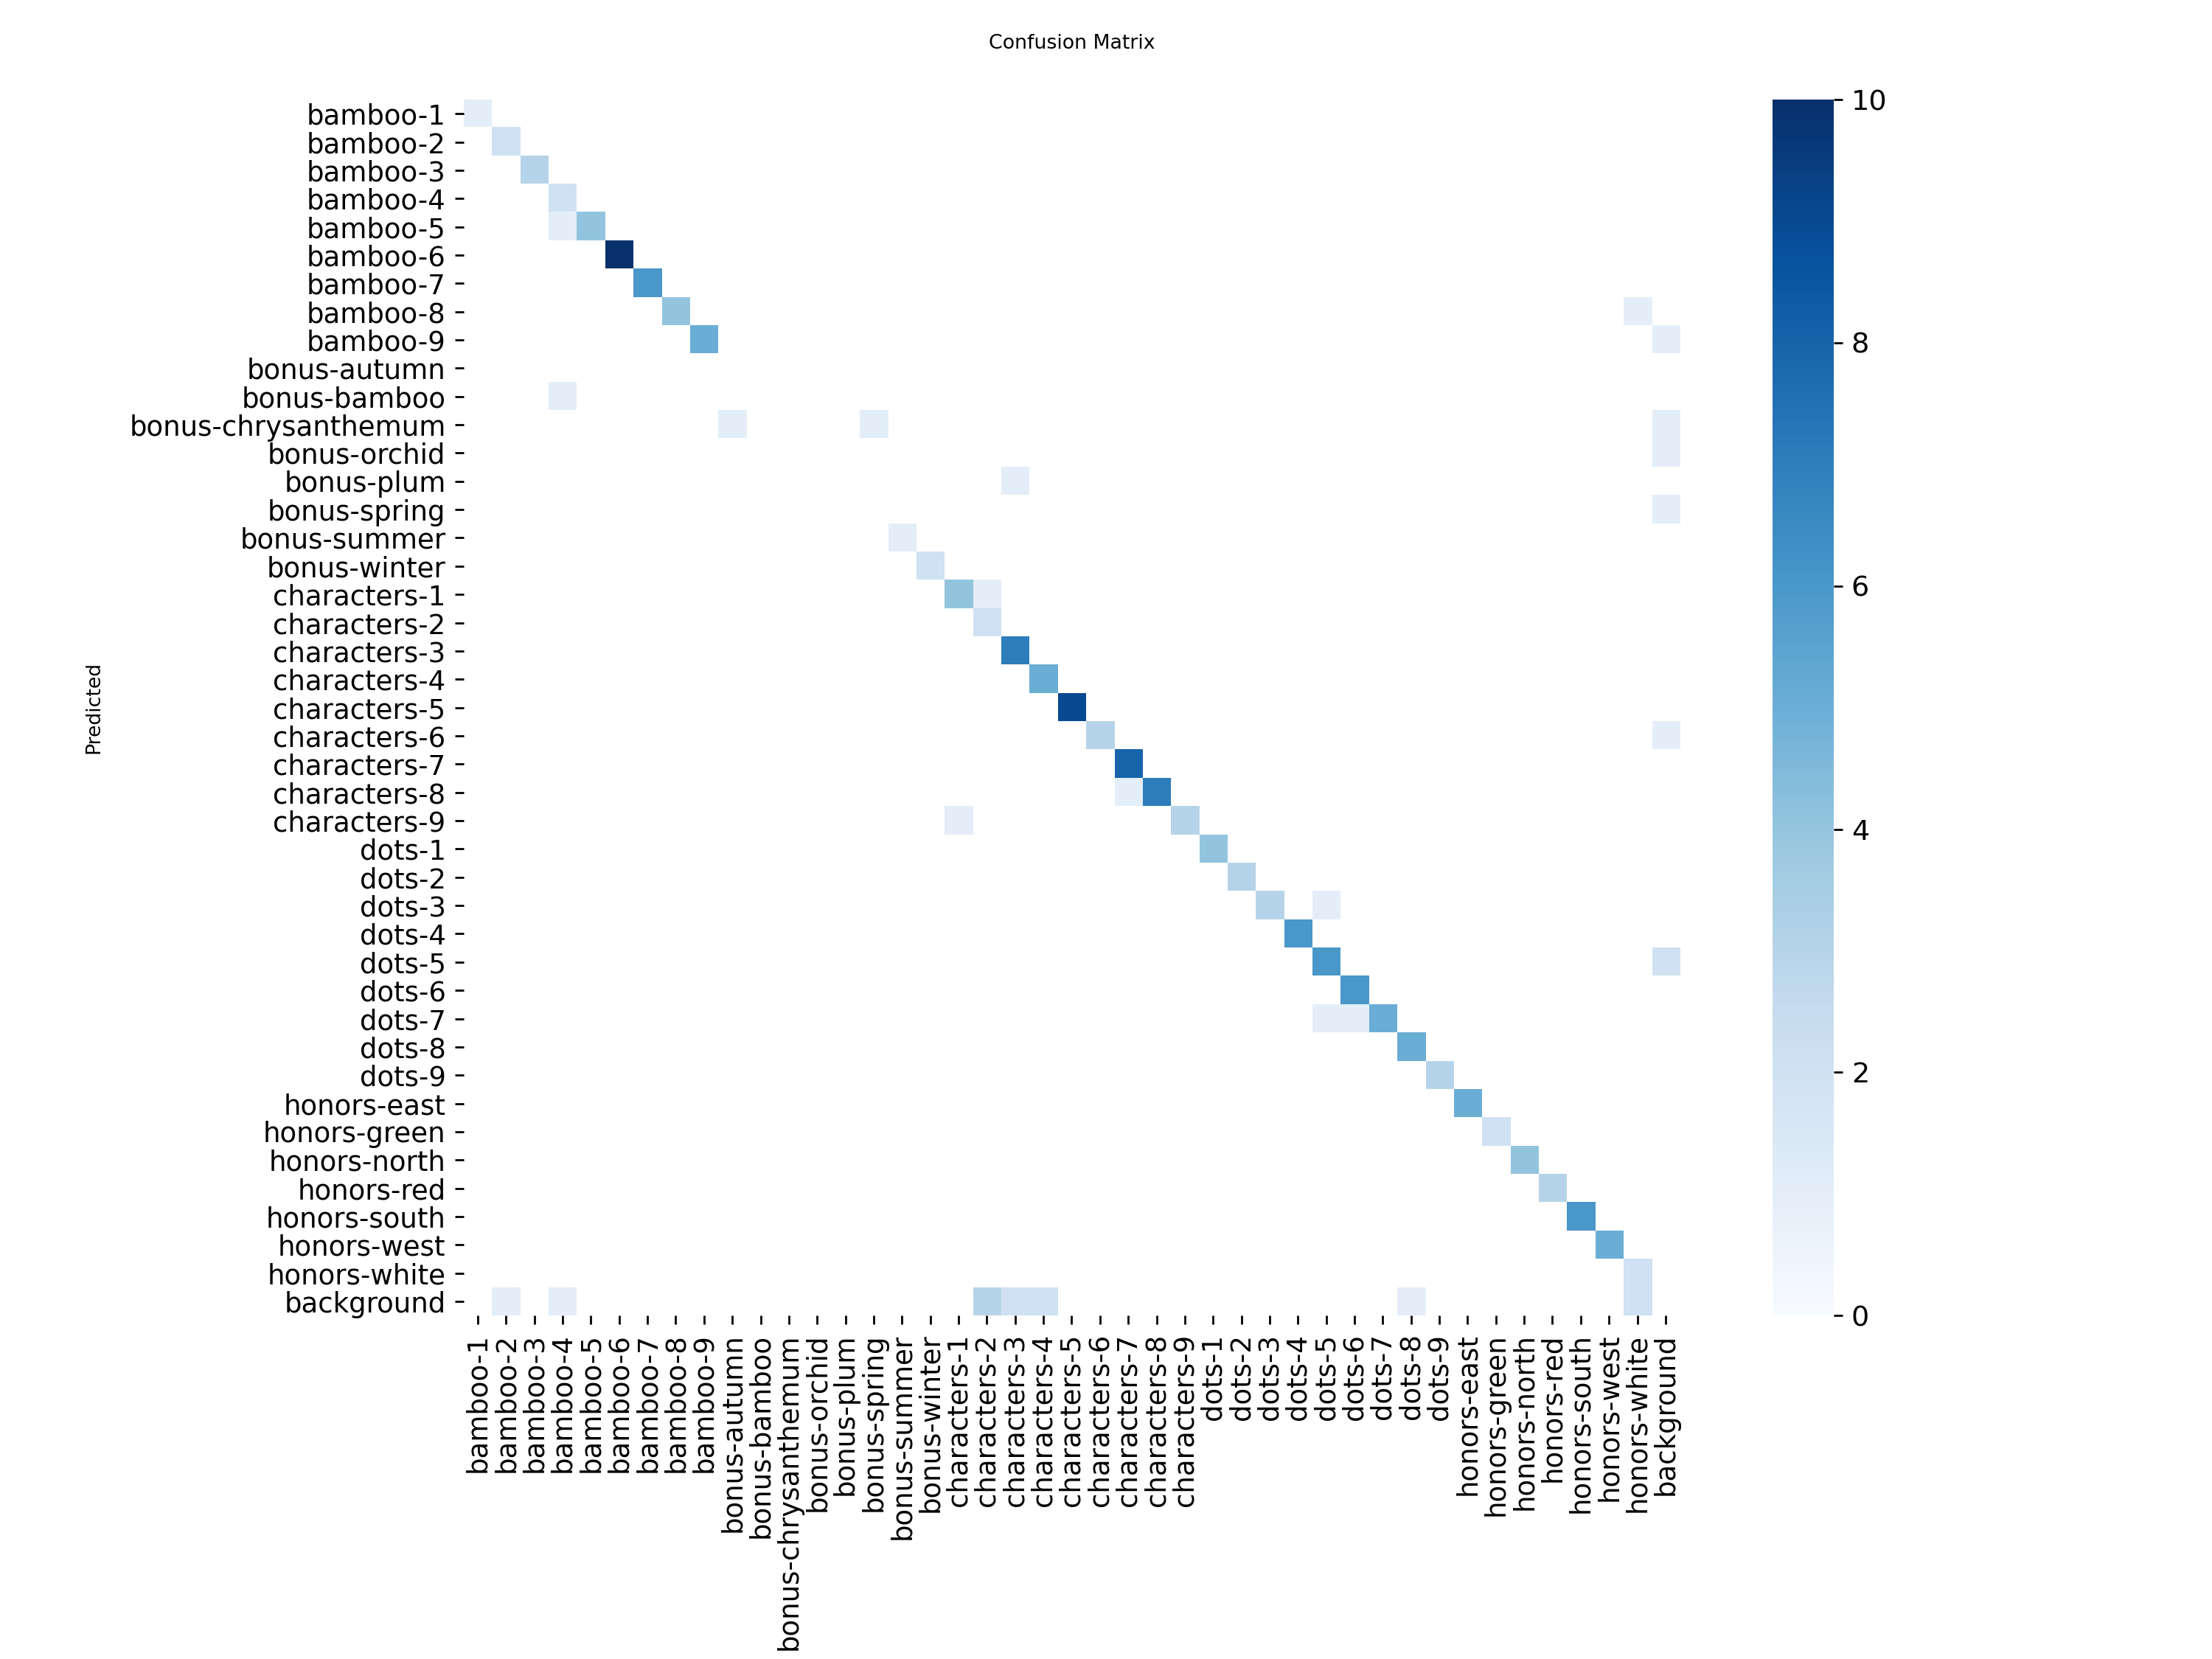 Confusion Matrix
Predicted
bamboo-1
bamboo-2
bamboo-3
bamboo-4
bamboo-5
bamboo-6
bamboo-7
bamboo-8
bamboo-9
bonus-autumn
bonus-bamboo
bonus-chrysanthemum
bonus-orchid
bonus-plum
bonus-spring
bonus-summer
bonus-winter
characters-1
characters-2
characters-3
characters-4
characters-5
characters-6
characters-7
characters-8
characters-9
dots-1
dots-2
dots-3
dots-4
dots-5
dots-6
dots-7
dots-8
dots-9
honors-east
honors-green
honors-north
honors-red
honors-south
honors-west
honors-white
background
bamboo-1
bamboo-2
bamboo-3
bamboo-4
bamboo-5
bamboo-6
bamboo-7
bamboo-8
bamboo-9
bonus-autumn
bonus-bamboo
bonus-chrysanthemum
bonus-orchid
bonus-plum
bonus-spring
bonus-summer
bonus-winter
characters-1
characters-2
characters-3
characters-4
characters-5
characters-6
characters-7
characters-8
characters-9
dots-1
dots-2
dots-3
dots-4
dots-5
dots-6
dots-7
dots-8
dots-9
honors-east
honors-green
honors-north
honors-red
honors-south
honors-west
honors-white
background
10
8
6
4
2
0